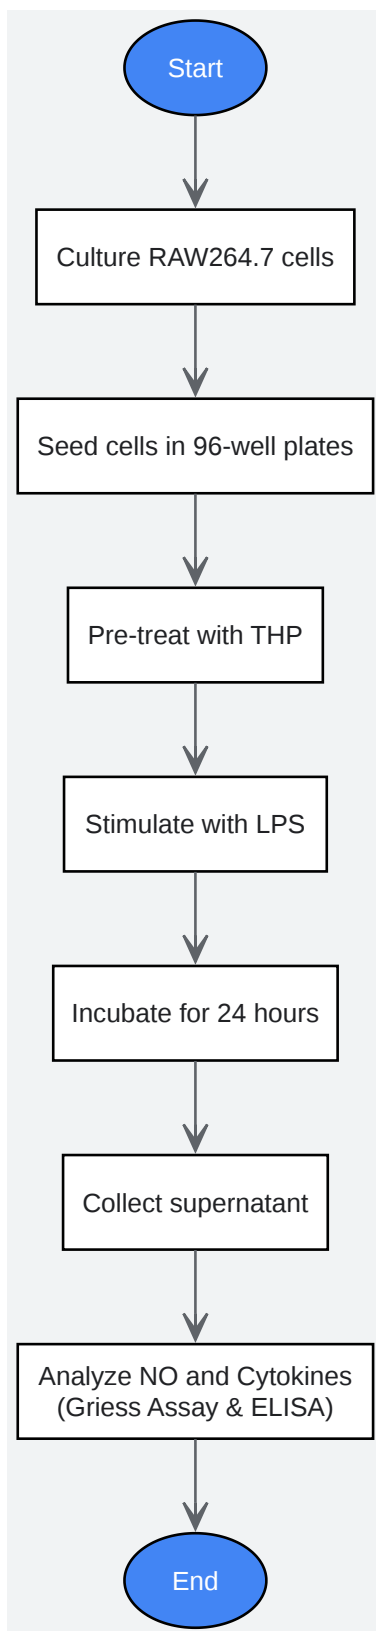 Start
Culture RAW264.7 cells
Seed cells in 96-well plates
Pre-treat with THP
Stimulate with LPS
Incubate for 24 hours
Collect supernatant
Analyze NO and Cytokines
(Griess Assay & ELISA)
End